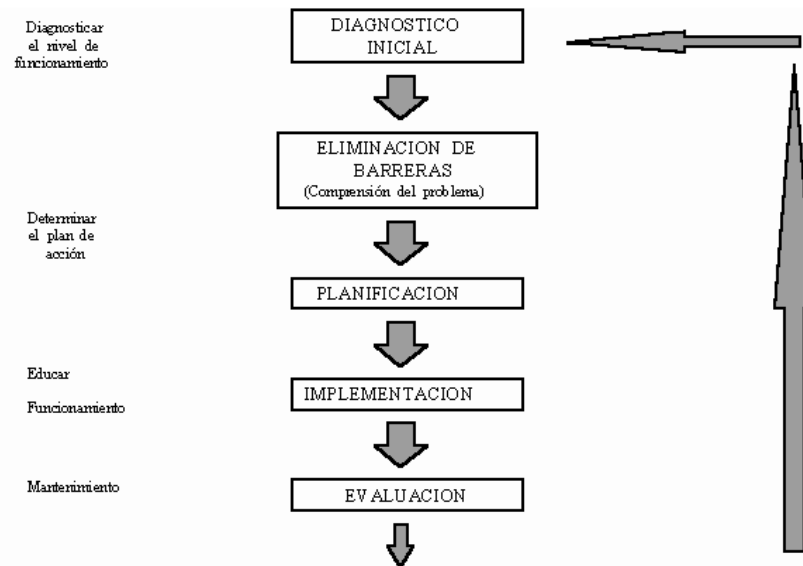 Diagnosticar
el nivel de
funcionamiento
DIAGNOSTICO
INICIAL
ELIMINACION DE
BARRERAS
(Comprensión del problema)
Determinar
el plan de
acción
PLANIFICACION
Educar
IMPLEMENTACION
Funcionamiento
Mantenimiento
EVALUACION